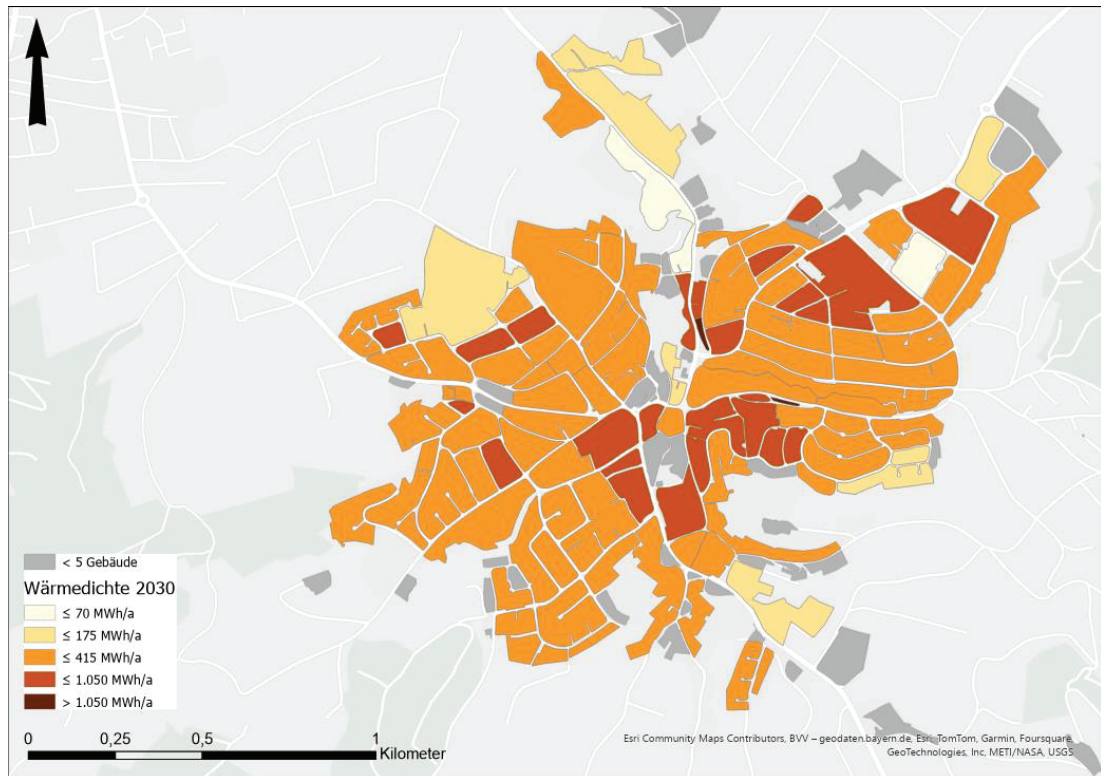 < 5 Gebäude
Wärmedichte 2030
≤ 70 MWh/a
≤ 175 MWh/a
≤ 415 MWh/a
≤ 1.050 MWh/a
> 1.050 MWh/a
0 0,25 0,5 1
Kilometer
Esri Community Maps Contributors, BVV – geodaten.bayern.de, Esri, TomTom, Garmin, Foursquare,
GeoTechnologies, Inc, METI/NASA, USGS